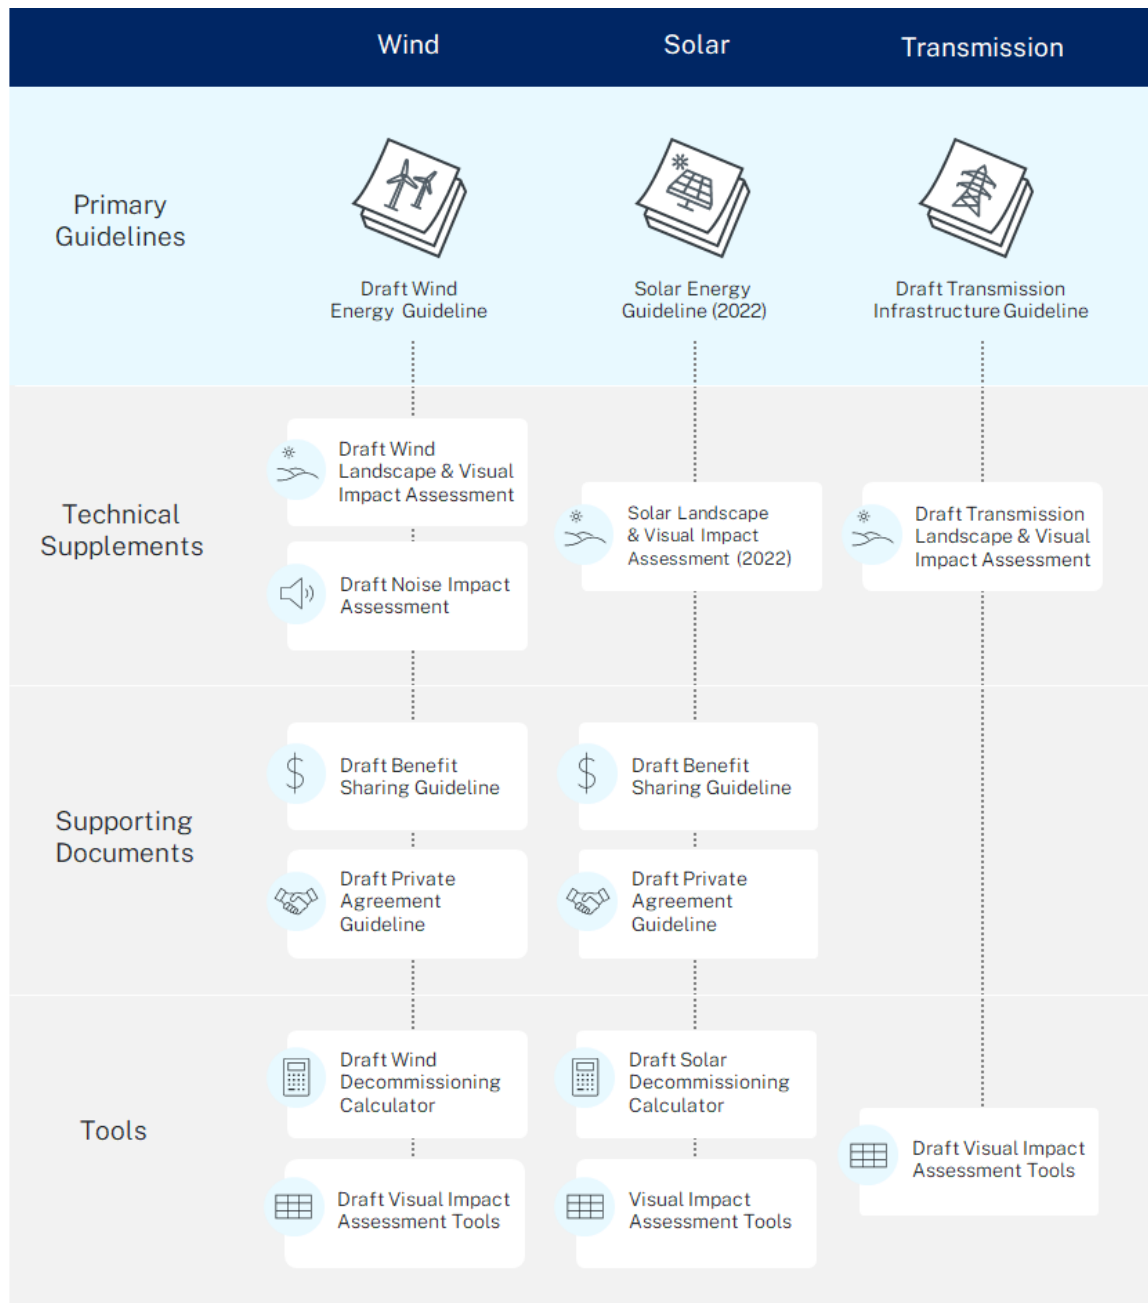 Wind
Solar
Transmission
Primary
Guidelines
Draft Wind
Energy Guideline
Solar Energy
Guideline (2022)
Draft Transmission
Infrastructure Guideline
Technical
Supplements
Draft Wind
Landscape & Visual
Impact Assessment
Draft Noise Impact
Assessment
Solar Landscape
& Visual Impact
Assessment (2022)
Draft Transmission
Landscape & Visual
Impact Assessment
Supporting
Documents
Draft Benefit
Sharing Guideline
Draft Private
Agreement
Guideline
Draft Benefit
Sharing Guideline
Draft Private
Agreement
Guideline
Tools
Draft Wind
Decommissioning
Calculator
Draft Visual Impact
Assessment Tools
Draft Solar
Decommissioning
Calculator
Visual Impact
Assessment Tools
Draft Visual Impact
Assessment Tools